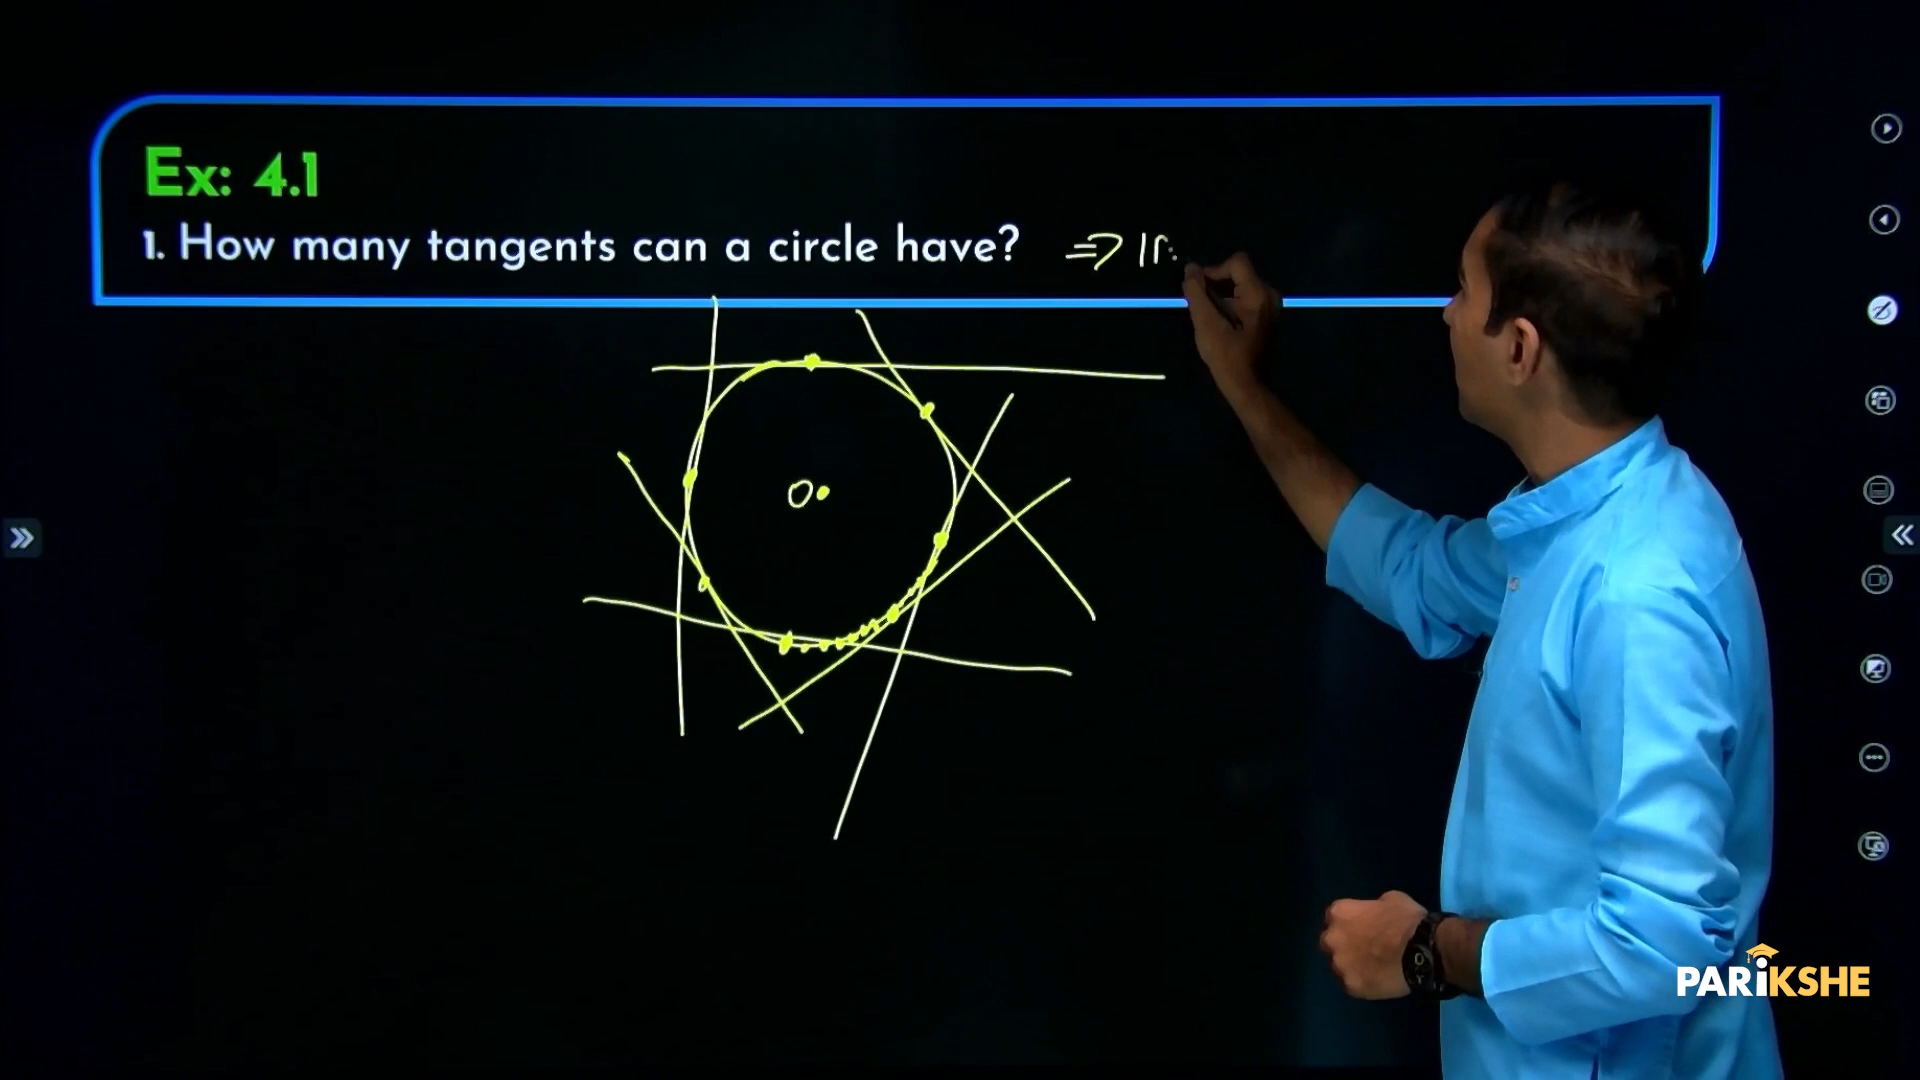 Ex: 4.1
1. How many tangents can a circle have? ⇒
O
PARiKSHE